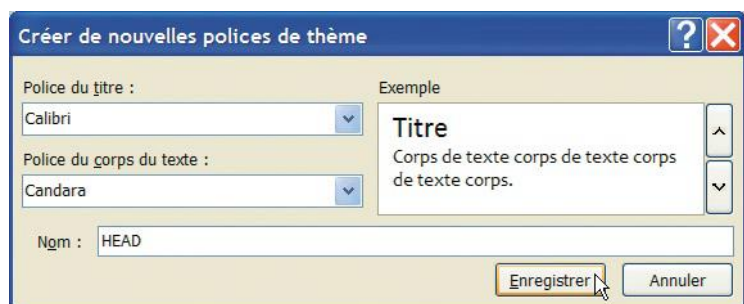 Créer de nouvelles polices de thème
Police du titre :
Calibri
Police du corps du texte :
Candara
Exemple
Titre
Corps de texte corps de texte corps
de texte corps.
Nom : HEAD
Enregistrer
Annuler